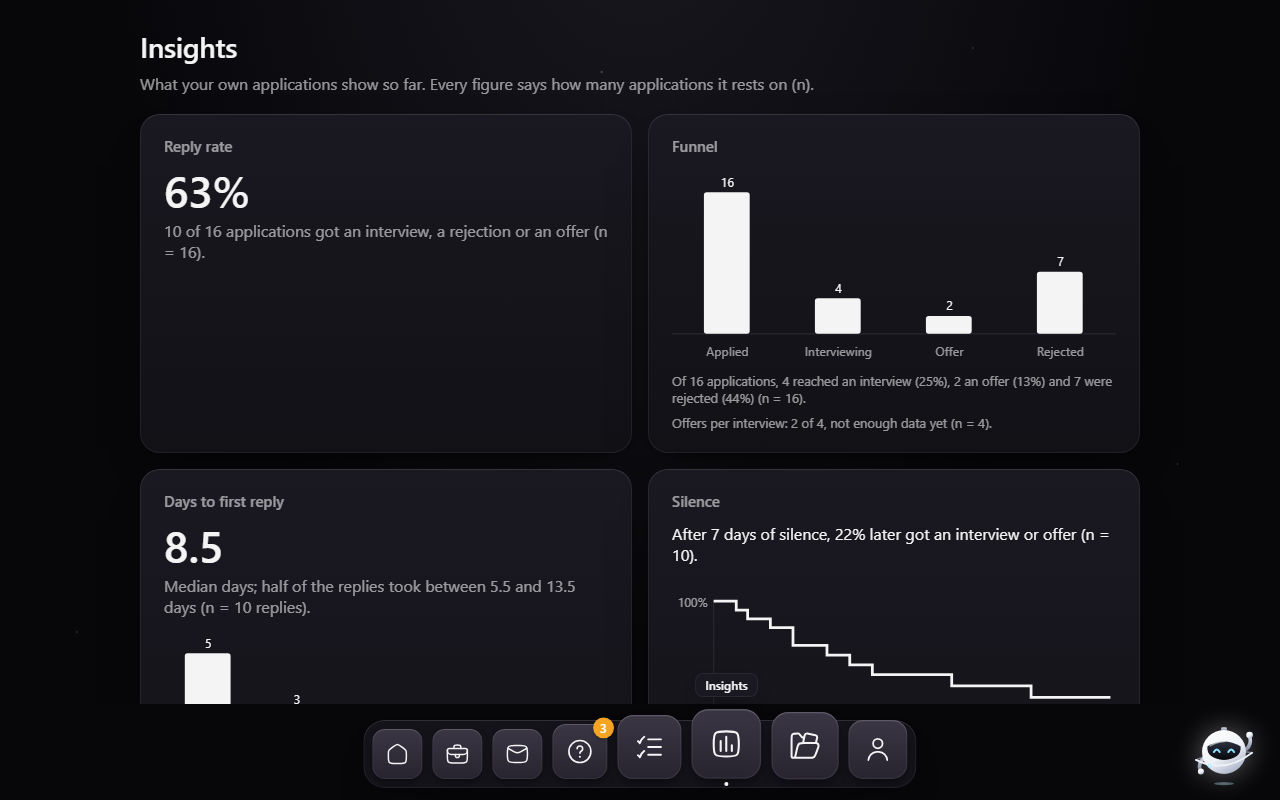 Insights
What your own applications show so far. Every figure says how many applications it rests on (n).
Reply rate
63%
10 of 16 applications got an interview, a rejection or an offer (n
= 16).
Funnel
16
4
2
7
Applied
Interviewing
Offer
Rejected
Of 16 applications, 4 reached an interview (25%), 2 an offer (13%) and 7 were
rejected (44%) (n = 16).
Offers per interview: 2 of 4, not enough data yet (n = 4).
Days to first reply
8.5
Median days; half of the replies took between 5.5 and 13.5
days (n = 10 replies).
5
3
Silence
After 7 days of silence, 22% later got an interview or offer (n =
10).
100%
Insights
3